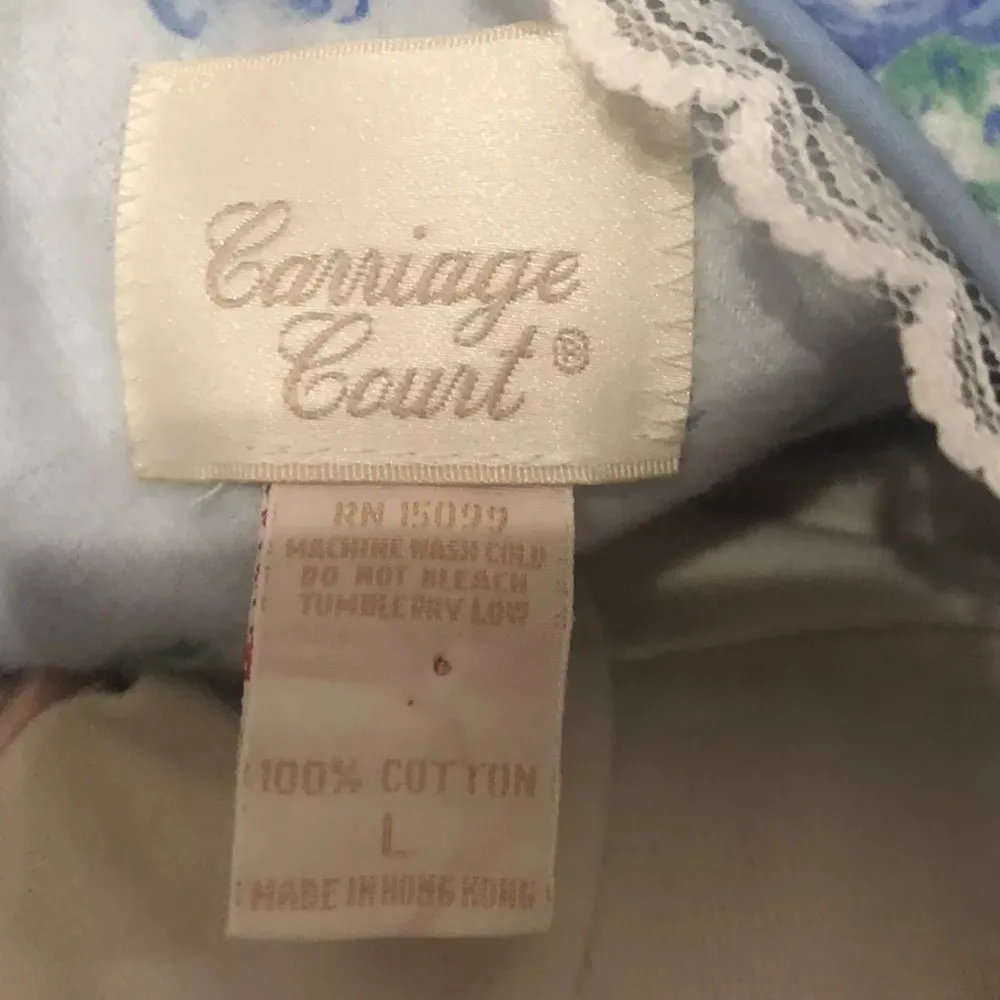 Carriage
Court®
RN 15099
MACHINE WASH COLD
DO NOT BLEACH
TUMBLE DRY LOW
100% COTTON
L
MADE IN HONG KONG